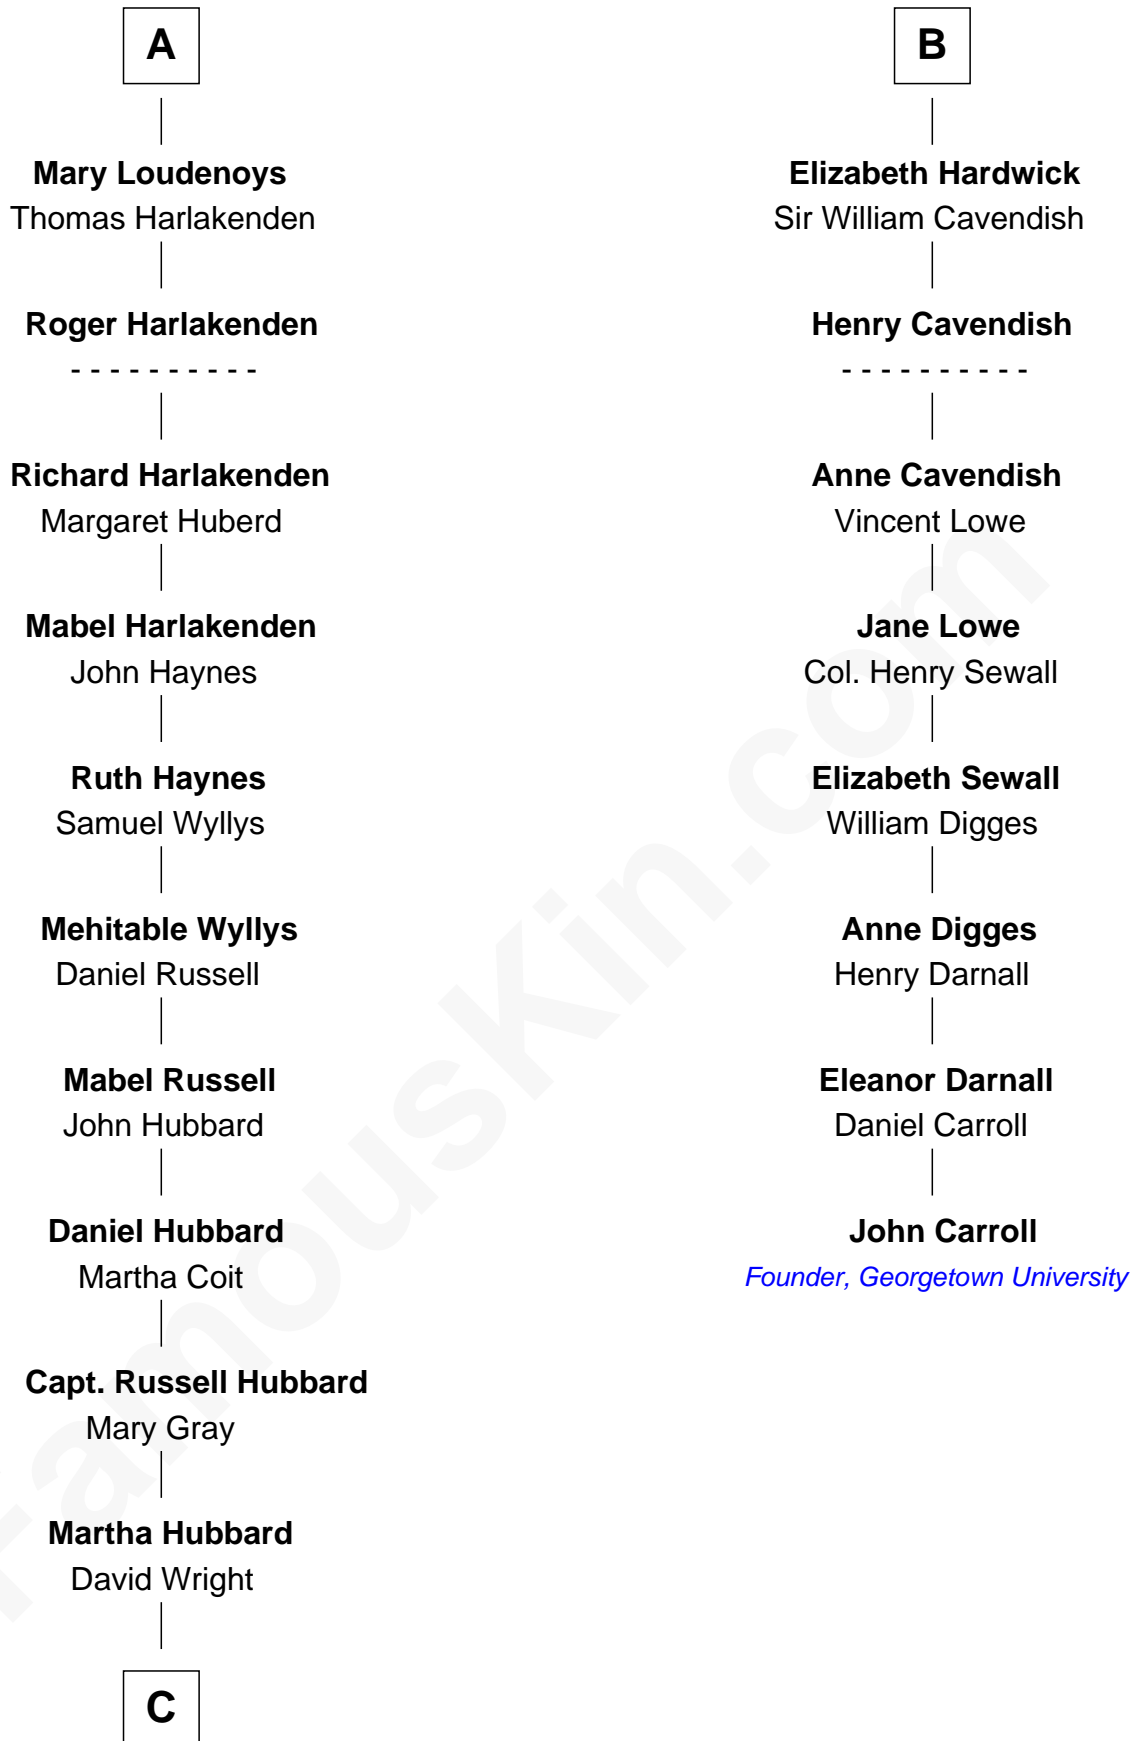 A
Mary Loudenoys
Thomas Harlakenden
Roger Harlakenden
- - - - - - - - - -
Richard Harlakenden
Margaret Huberd
Mabel Harlakenden
John Haynes
Ruth Haynes
Samuel Wyllys
Mehitable Wyllys
Daniel Russell
Mabel Russell
John Hubbard
Daniel Hubbard
Martha Coit
Capt. Russell Hubbard
Mary Gray
Martha Hubbard
David Wright
C
B
Elizabeth Hardwick
Sir William Cavendish
Henry Cavendish
- - - - - - - - - -
Anne Cavendish
Vincent Lowe
Jane Lowe
Col. Henry Sewall
Elizabeth Sewall
William Digges
Anne Digges
Henry Darnall
Eleanor Darnall
Daniel Carroll
John Carroll
Founder, Georgetown University
FamousKin.com